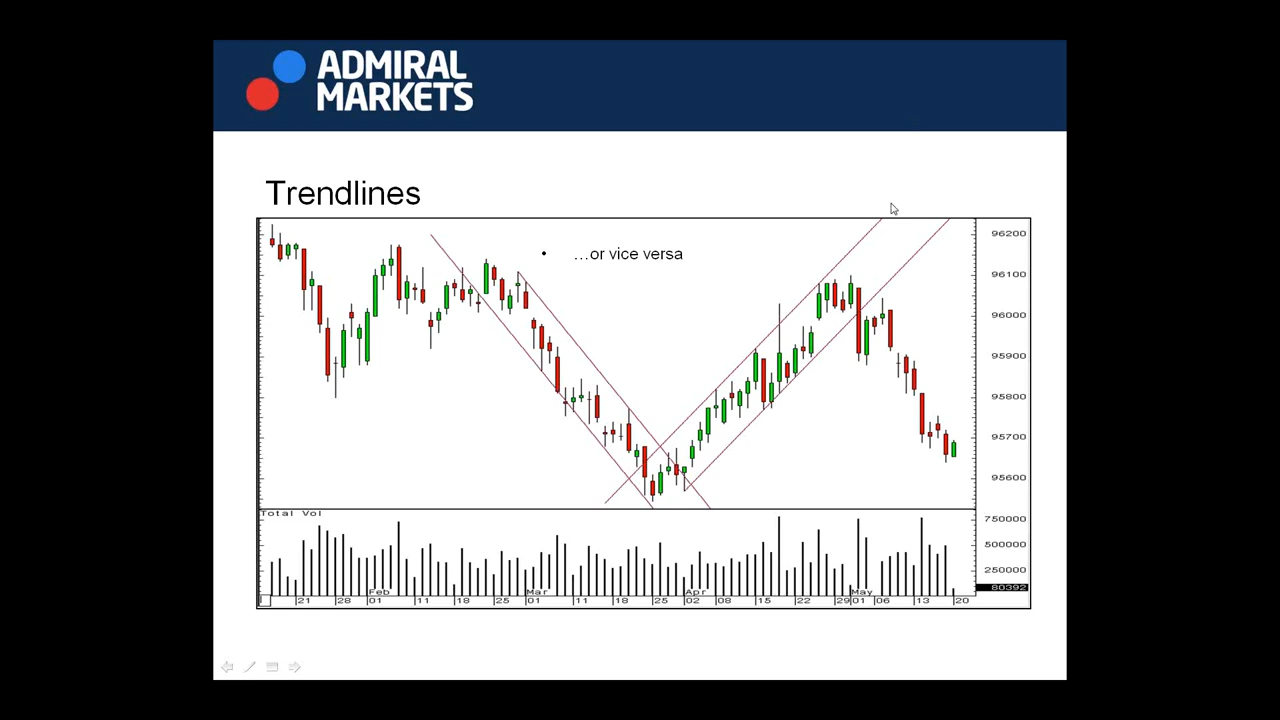 ADMIRAL
MARKETS
Trendlines
• …or vice versa
96200
96100
96000
95900
95800
95700
95600
Total Vol
750000
500000
250000
80392
Feb Mar Apr May
21 28 01 11 18 25 01 11 18 25 02 08 15 22 29 01 06 13 20